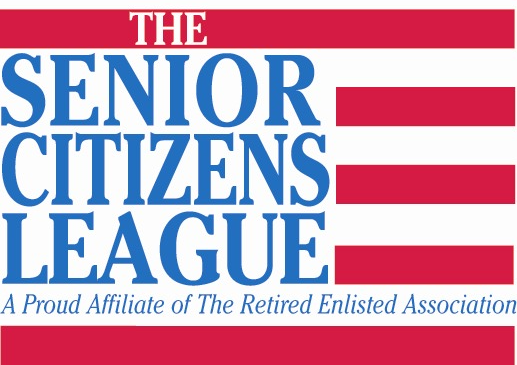 THE
SENIOR
CITIZENS
LEAGUE
A Proud Affiliate of The Retired Enlisted Association